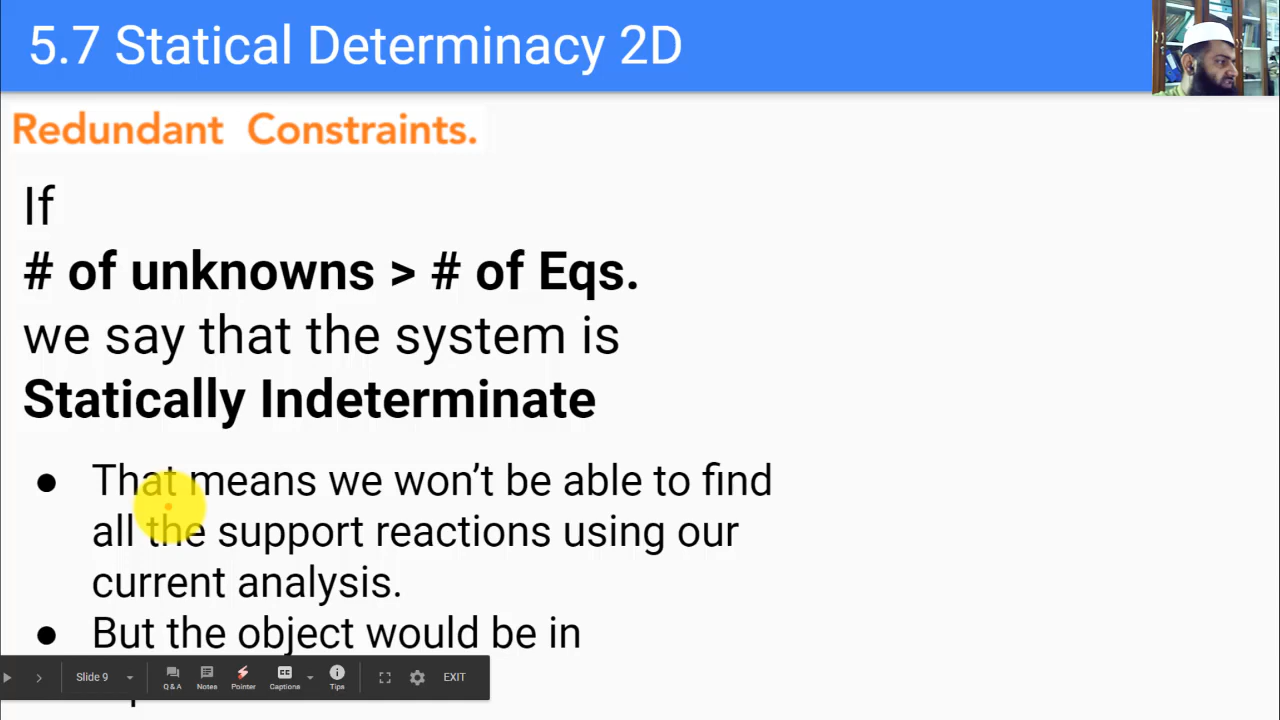 5.7 Statical Determinacy 2D
Redundant Constraints.
If
# of unknowns > # of Eqs.
we say that the system is
Statically Indeterminate
● That means we won't be able to find
all the support reactions using our
current analysis.
● But the object would be in
Slide 9
Q & A
Notes
Pointer
CC
Captions
Tips
EXIT